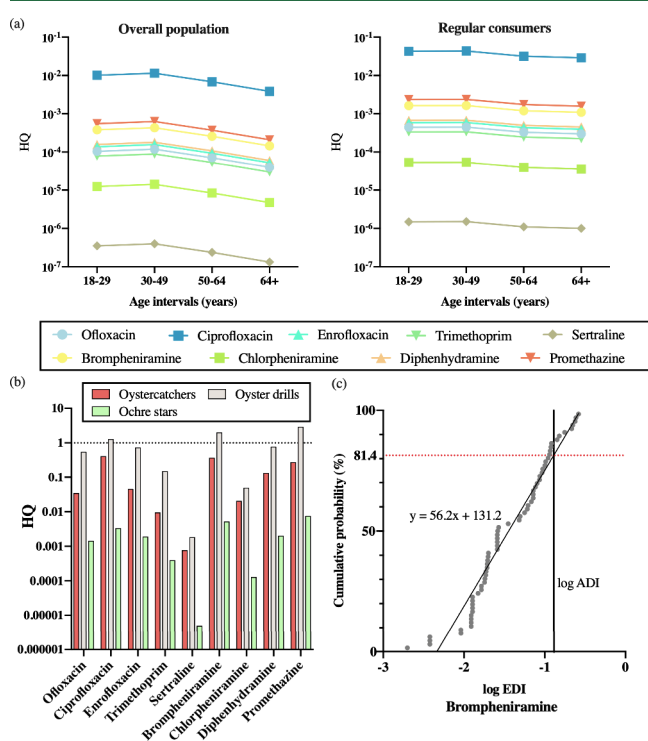 (a)
Overall population
Regular consumers
10-1
10-2
10-3
10-4
10-5
10-6
10-7
HQ
18-29 30-49 50-64 64+
Age intervals (years)
10-1
10-2
10-3
10-4
10-5
10-6
10-7
HQ
18-29 30-49 50-64 64+
Age intervals (years)
Ofloxacin Ciprofloxacin Enrofloxacin Trimethoprim Sertraline
Brompheniramine Chlorpheniramine Diphenhydramine Promethazine
(b)
Oystercatchers Oyster drills
Ochre stars
10
1
0.1
0.01
0.001
0.0001
0.00001
0.000001
HQ
Ofloxacin
Ciprofloxacin
Enrofloxacin
Trimethoprim
Sertraline
Brompheniramine
Chlorpheniramine
Diphenhydramine
Promethazine
(c)
100
81.4
50
0
Cumulative probability (%)
y = 56.2x + 131.2
log ADI
-3 -2 -1 0
log EDI
Brompheniramine